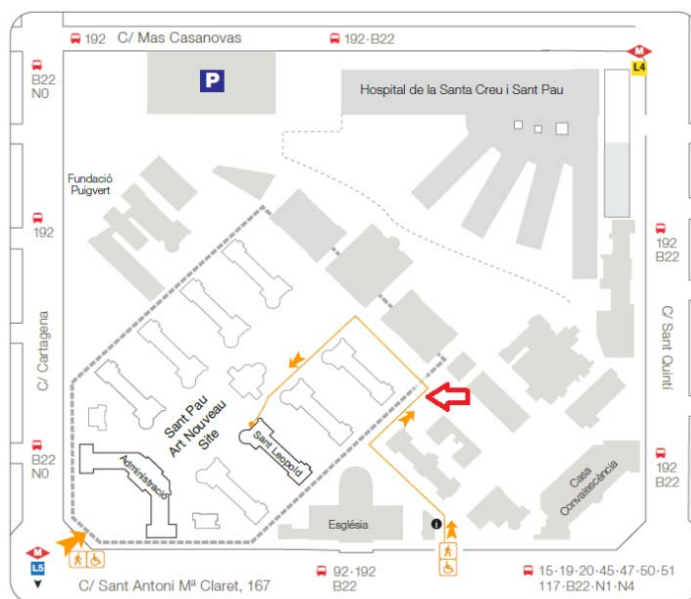 192 C/ Mas Casanovas
192·B22
M
L4
B22
N0
P
Hospital de la Santa Creu i Sant Pau
Fundació
Puigvert
192
192
B22
C/ Cartagena
C/ Sant Quintí
Sant Pau
Art Nouveau
Site
Sant Leopold
Administració
B22
N0
192
B22
Casa
Convalescència
Església
i
M
L5
C/ Sant Antoni Mª Claret, 167
92·192
B22
15·19·20·45·47·50·51
117·B22·N1·N4